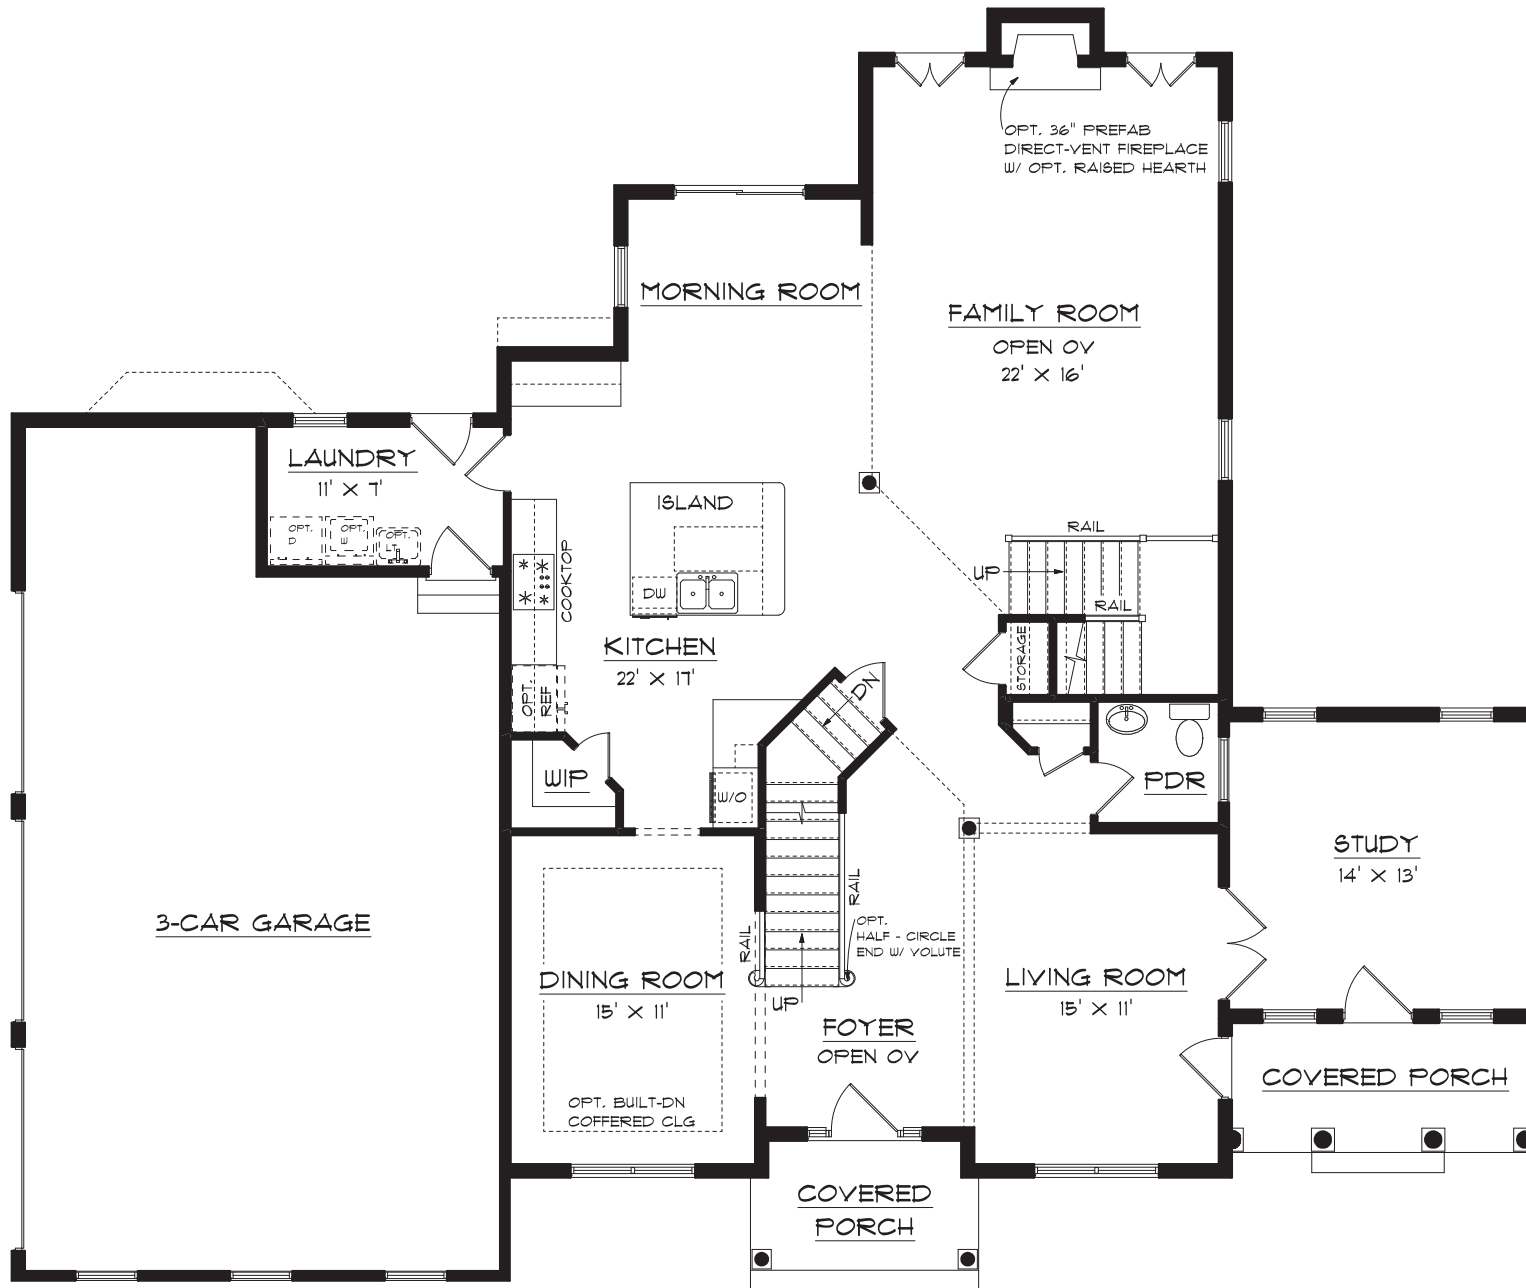 OPT. 36" PREFAB
DIRECT-VENT FIREPLACE
W/ OPT. RAISED HEARTH
MORNING ROOM
FAMILY ROOM
OPEN OV
22' X 16'
LAUNDRY
11' X 7'
OPT.
D
OPT.
W
OPT.
LT
ISLAND
DW
COOKTOP
KITCHEN
22' X 17'
OPT.
REF
RAIL
UP
RAIL
STORAGE
DN
WIP
W/O
PDR
STUDY
14' X 13'
3-CAR GARAGE
RAIL
OPT.
HALF - CIRCLE
END W/ VOLUTE
RAIL
DINING ROOM
15' X 11'
UP
LIVING ROOM
15' X 11'
FOYER
OPEN OV
COVERED PORCH
OPT. BUILT-DN
COFFERED CLG
COVERED
PORCH